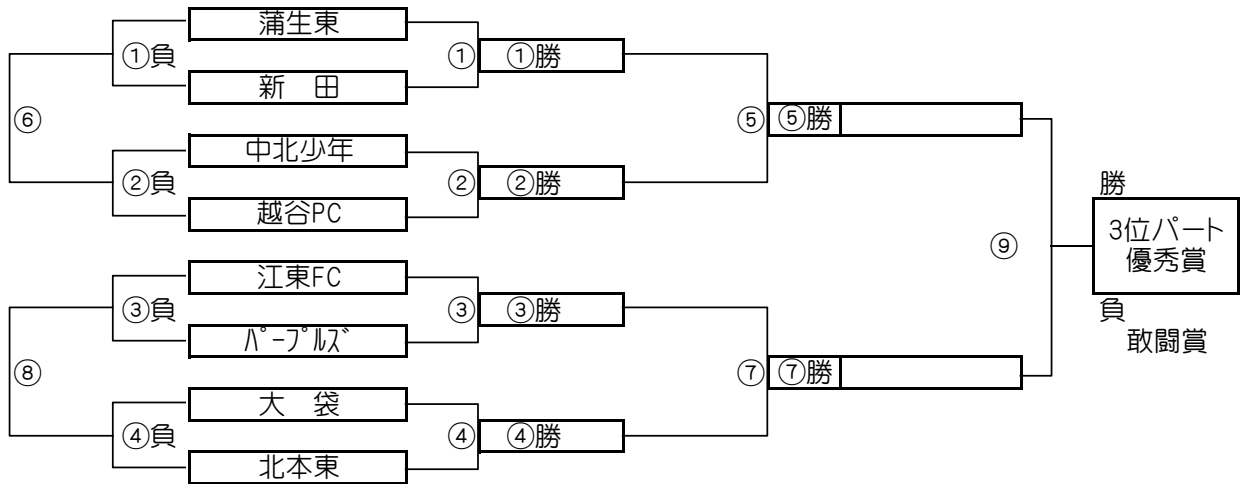 蒲生東
①負
①
①勝
新　田
⑥
⑤
⑤勝
中北少年
②負
②
②勝
勝
越谷PC
3位パート
⑨
優秀賞
江東FC
③負
③
③勝
負
ﾊﾟｰﾌﾟﾙｽﾞ
敢闘賞
⑧
⑦
⑦勝
大　袋
④負
④
④勝
北本東